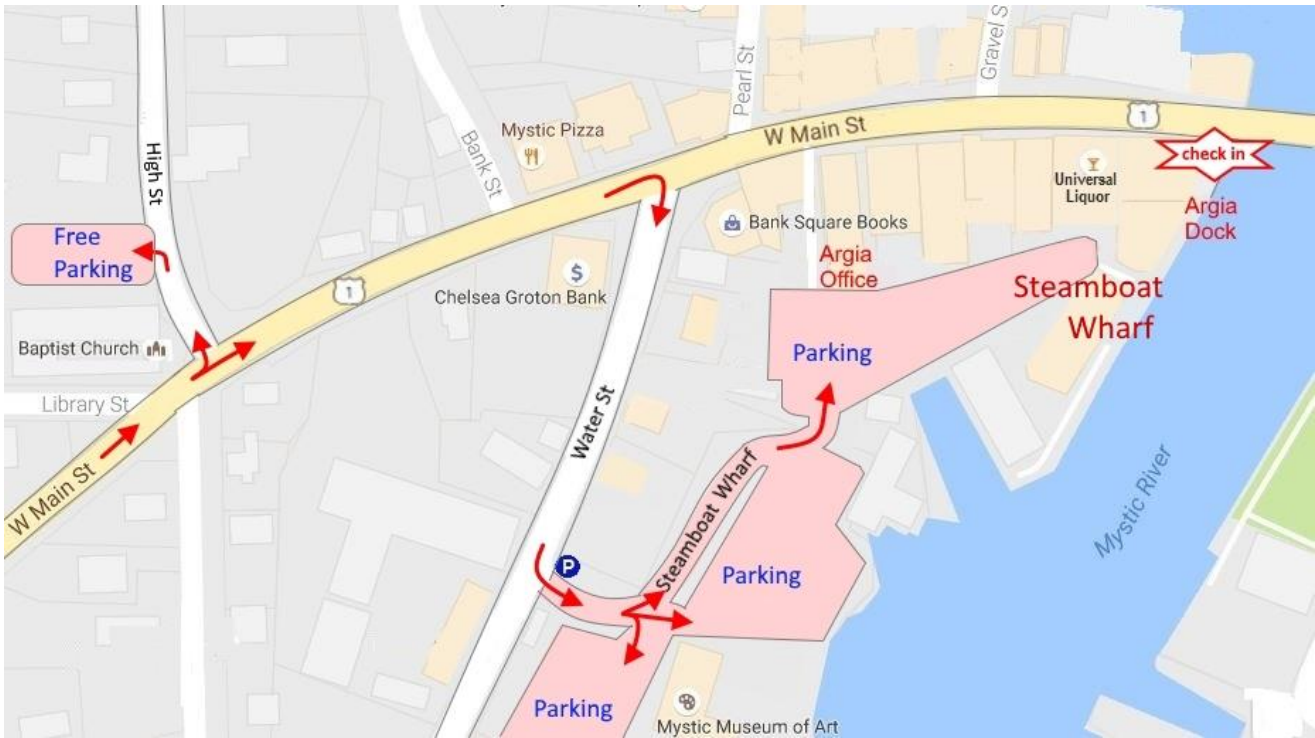 Pearl St
Gravel S
High St
Bank St
Mystic Pizza
W Main St
1
check in
Universal
Liquor
Argia
Dock
Free
Parking
Bank Square Books
Argia
Office
Steamboat
Wharf
$
Chelsea Groton Bank
1
Baptist Church
Library St
Parking
Water St
W Main St
Steamboat Wharf
Mystic River
P
Parking
Parking
Mystic Museum of Art